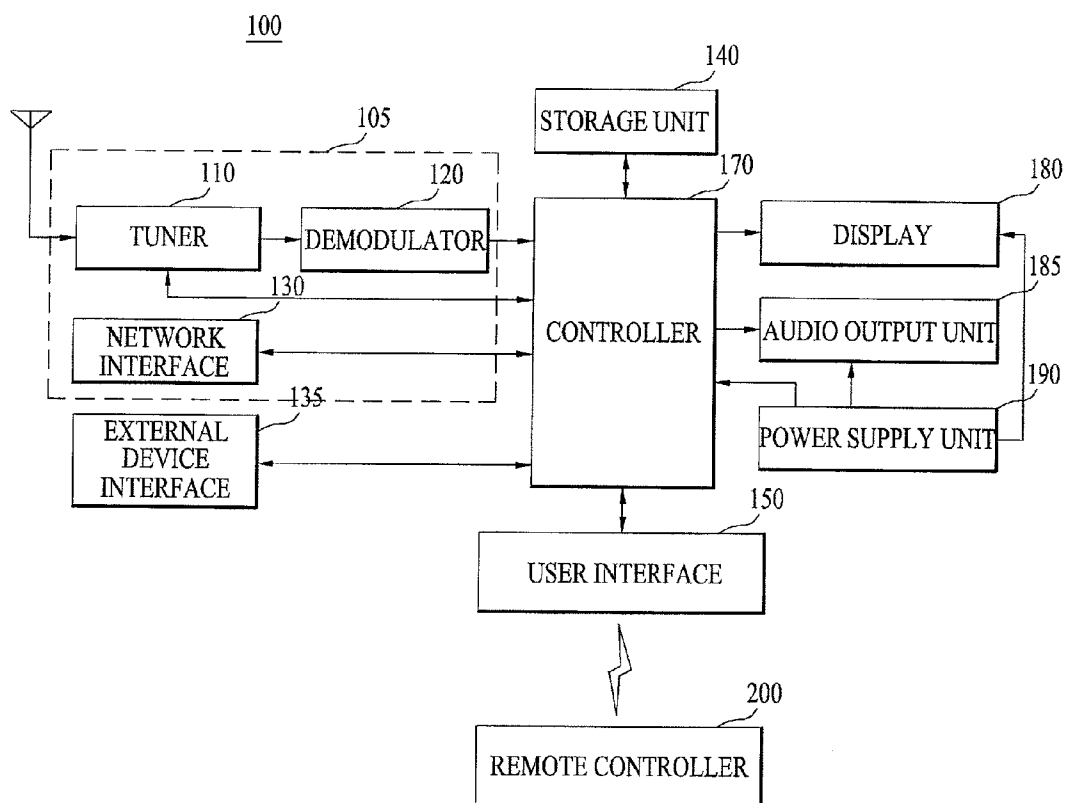 100
140
STORAGE UNIT
105
110
TUNER
120
DEMODULATOR
170
CONTROLLER
180
DISPLAY
185
AUDIO OUTPUT UNIT
130
NETWORK
INTERFACE
190
POWER SUPPLY UNIT
135
EXTERNAL
DEVICE
INTERFACE
150
USER INTERFACE
200
REMOTE CONTROLLER